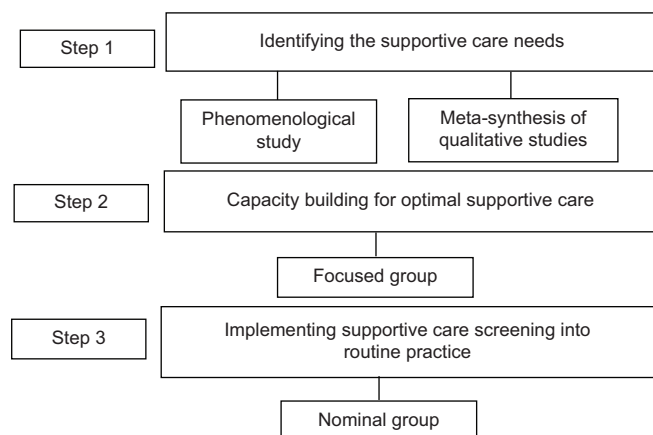 Step 1
Identifying the supportive care needs
Phenomenological
study
Meta-synthesis of
qualitative studies
Step 2
Capacity building for optimal supportive care
Focused group
Step 3
Implementing supportive care screening into
routine practice
Nominal group